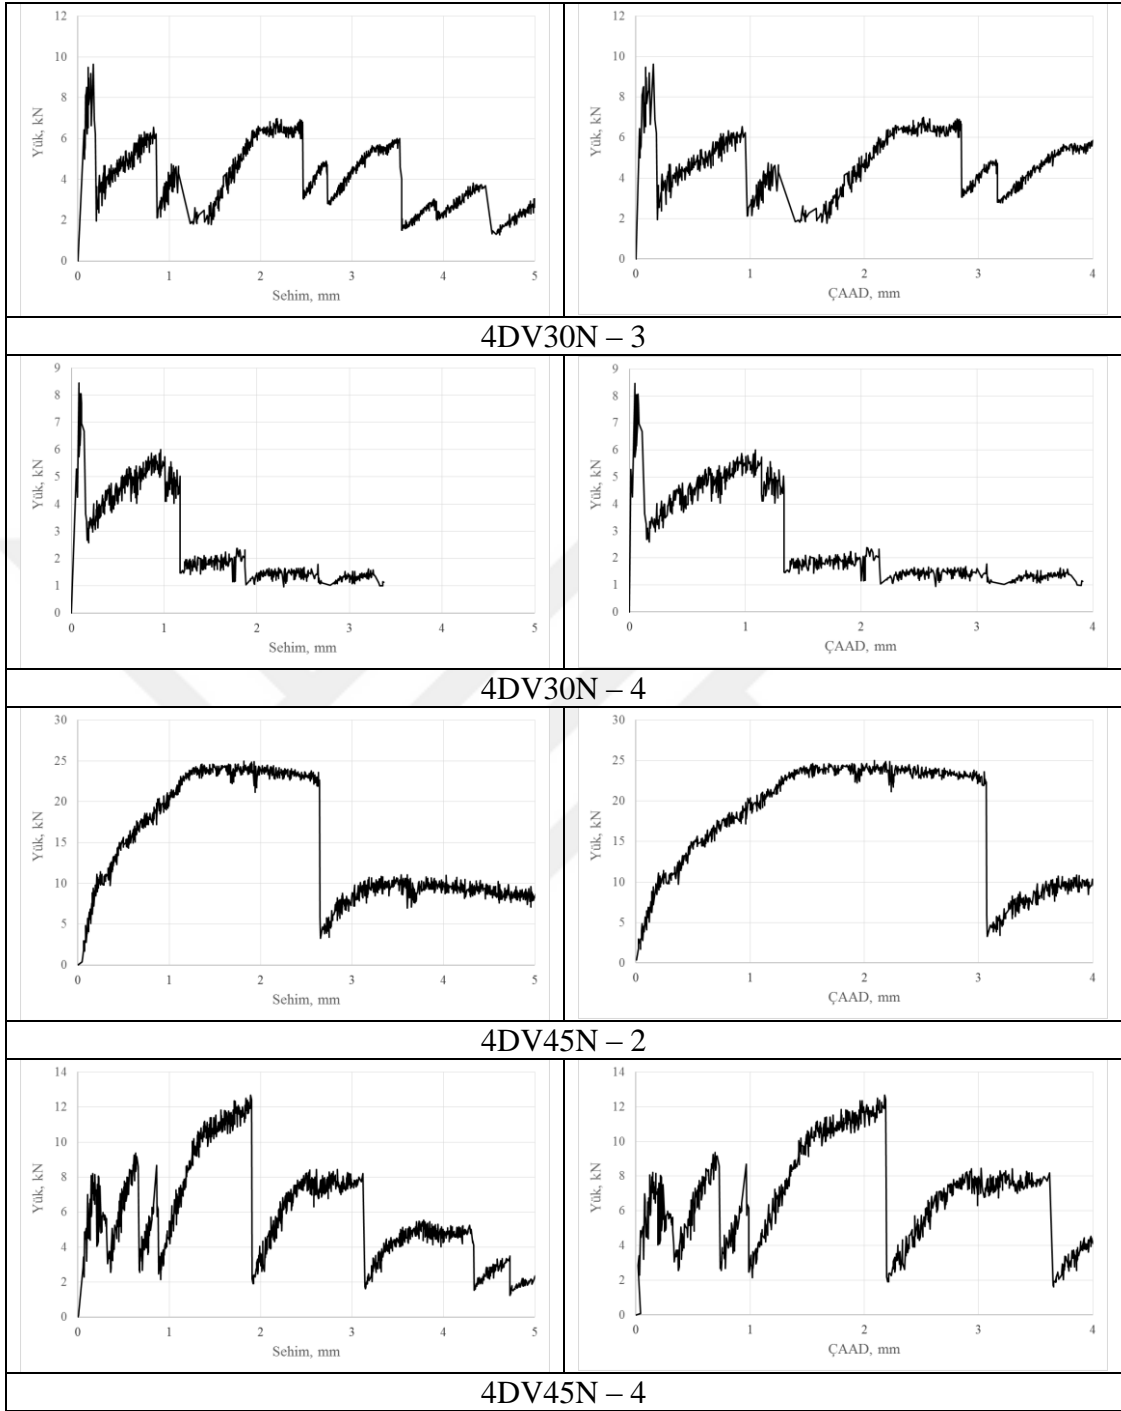 12
10
8
6
4
2
0
Yük, kN
0 1 2 3 4 5
Sehim, mm
12
10
8
6
4
2
0
Yük, kN
0 1 2 3 4
ÇAAD, mm
4DV30N – 3
9
8
7
6
5
4
3
2
1
0
Yük, kN
0 1 2 3 4 5
Sehim, mm
9
8
7
6
5
4
3
2
1
0
Yük, kN
0 1 2 3 4
ÇAAD, mm
4DV30N – 4
30
25
20
15
10
5
0
Yük, kN
0 1 2 3 4 5
Sehim, mm
30
25
20
15
10
5
0
Yük, kN
0 1 2 3 4
ÇAAD, mm
4DV45N – 2
14
12
10
8
6
4
2
0
Yük, kN
0 1 2 3 4 5
Sehim, mm
14
12
10
8
6
4
2
0
Yük, kN
0 1 2 3 4
ÇAAD, mm
4DV45N – 4